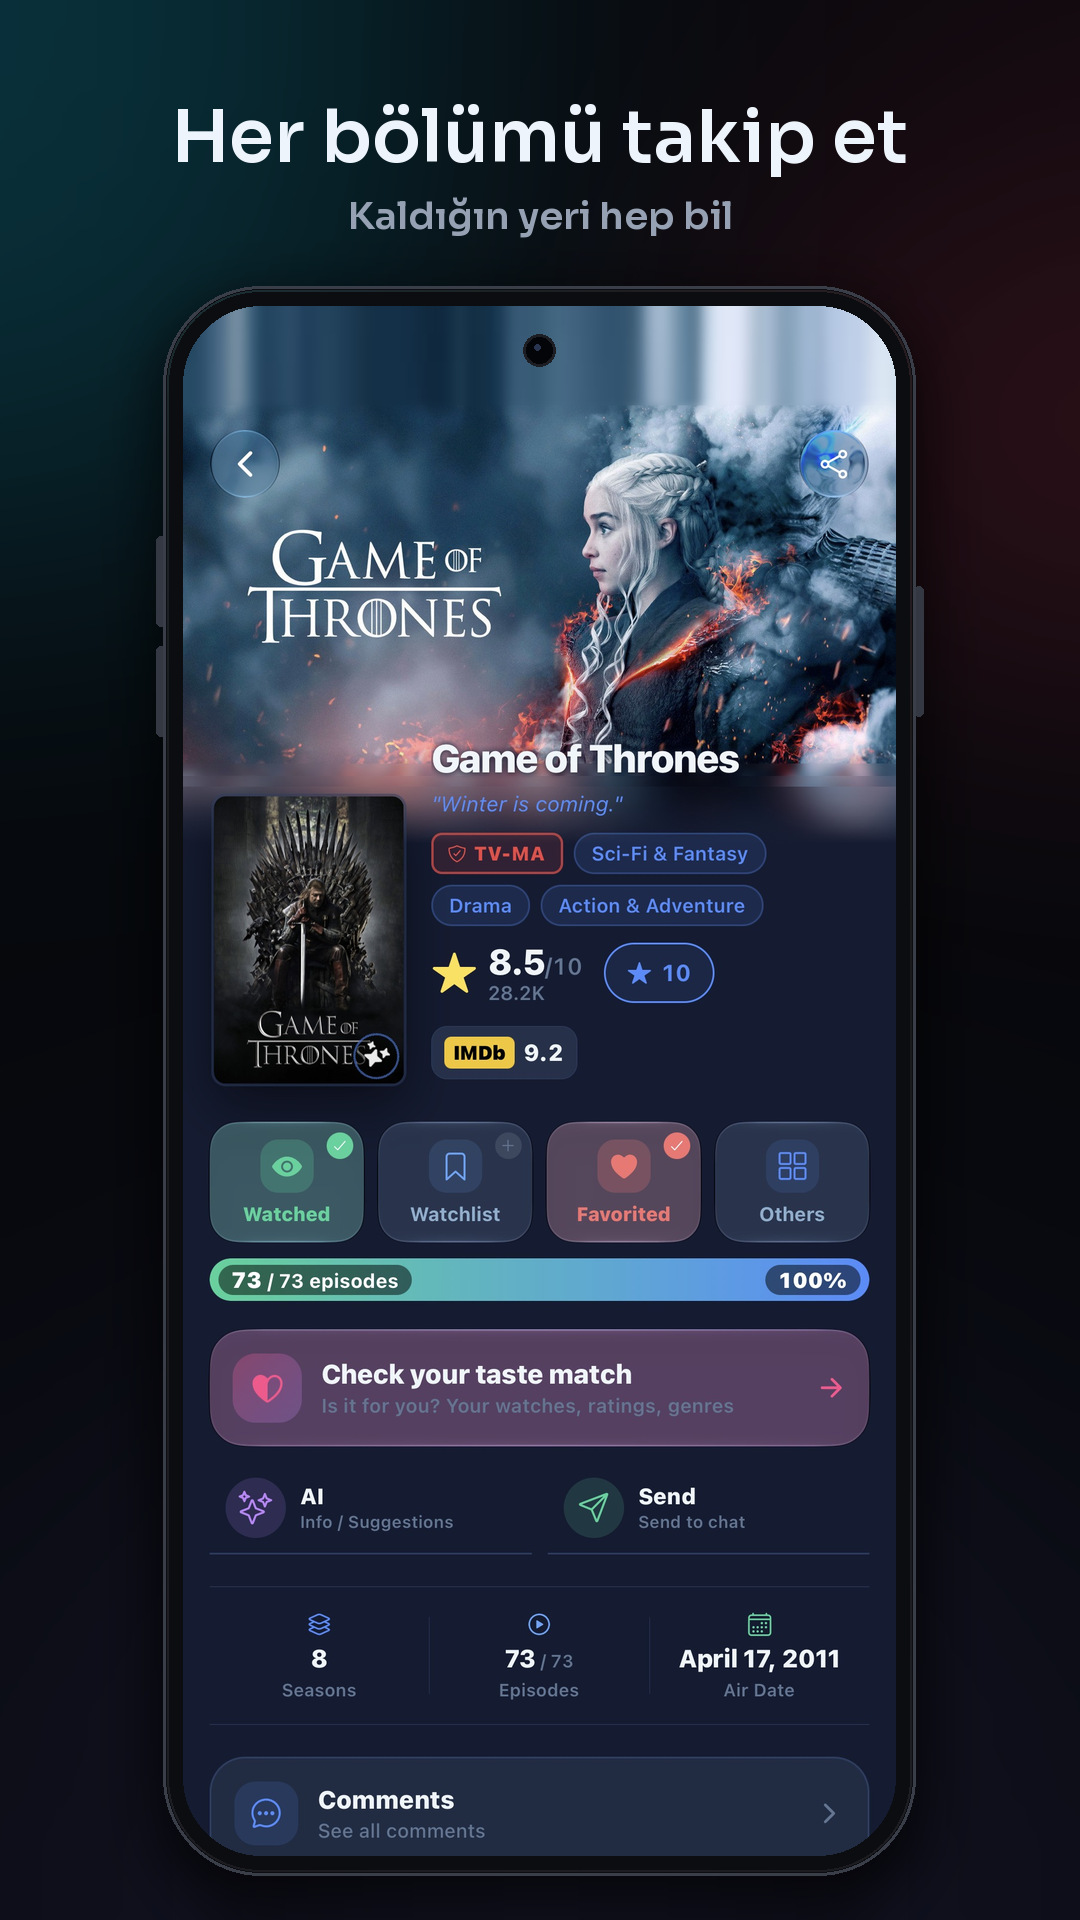 Her bölümü takip et
Kaldığın yeri hep bil
GAME OF
THRONES
Game of Thrones
"Winter is coming."
TV-MA
Sci-Fi & Fantasy
Drama
Action & Adventure
8.5/10
28.2K
10
GAME OF
THRONES
IMDb 9.2
Watched
Watchlist
Favorited
Others
73 / 73 episodes
100%
Check your taste match
Is it for you? Your watches, ratings, genres
AI
Info / Suggestions
Send
Send to chat
8
Seasons
73 / 73
Episodes
April 17, 2011
Air Date
Comments
See all comments